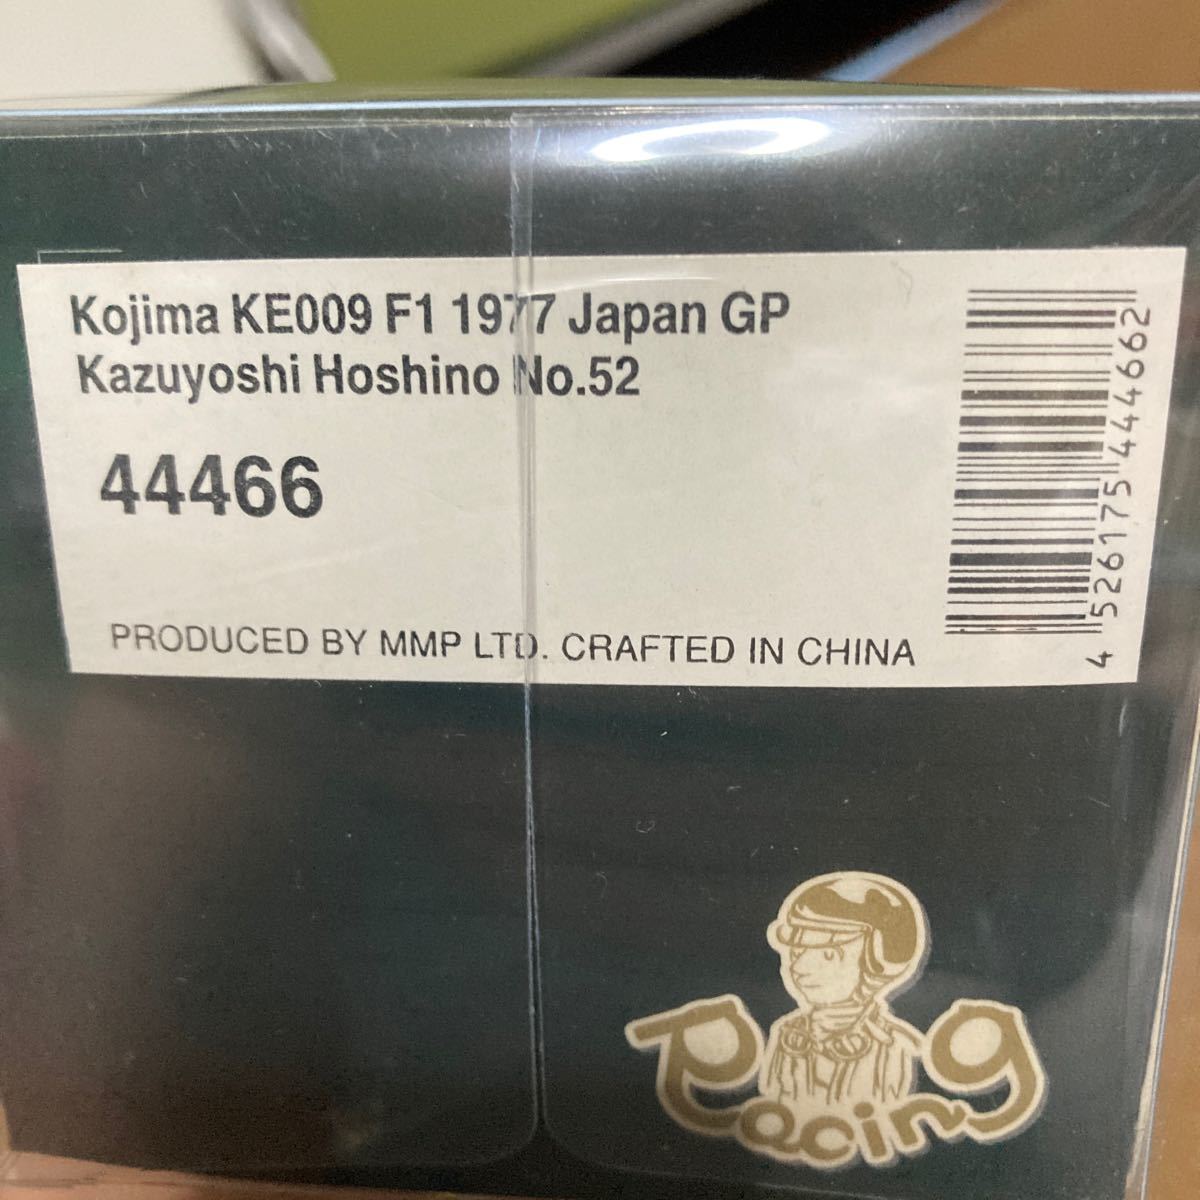 Kojima KE009 F1 1977 Japan GP
Kazuyoshi Hoshino No.52
44466
PRODUCED BY MMP LTD. CRAFTED IN CHINA
4 526175 444662
Racing